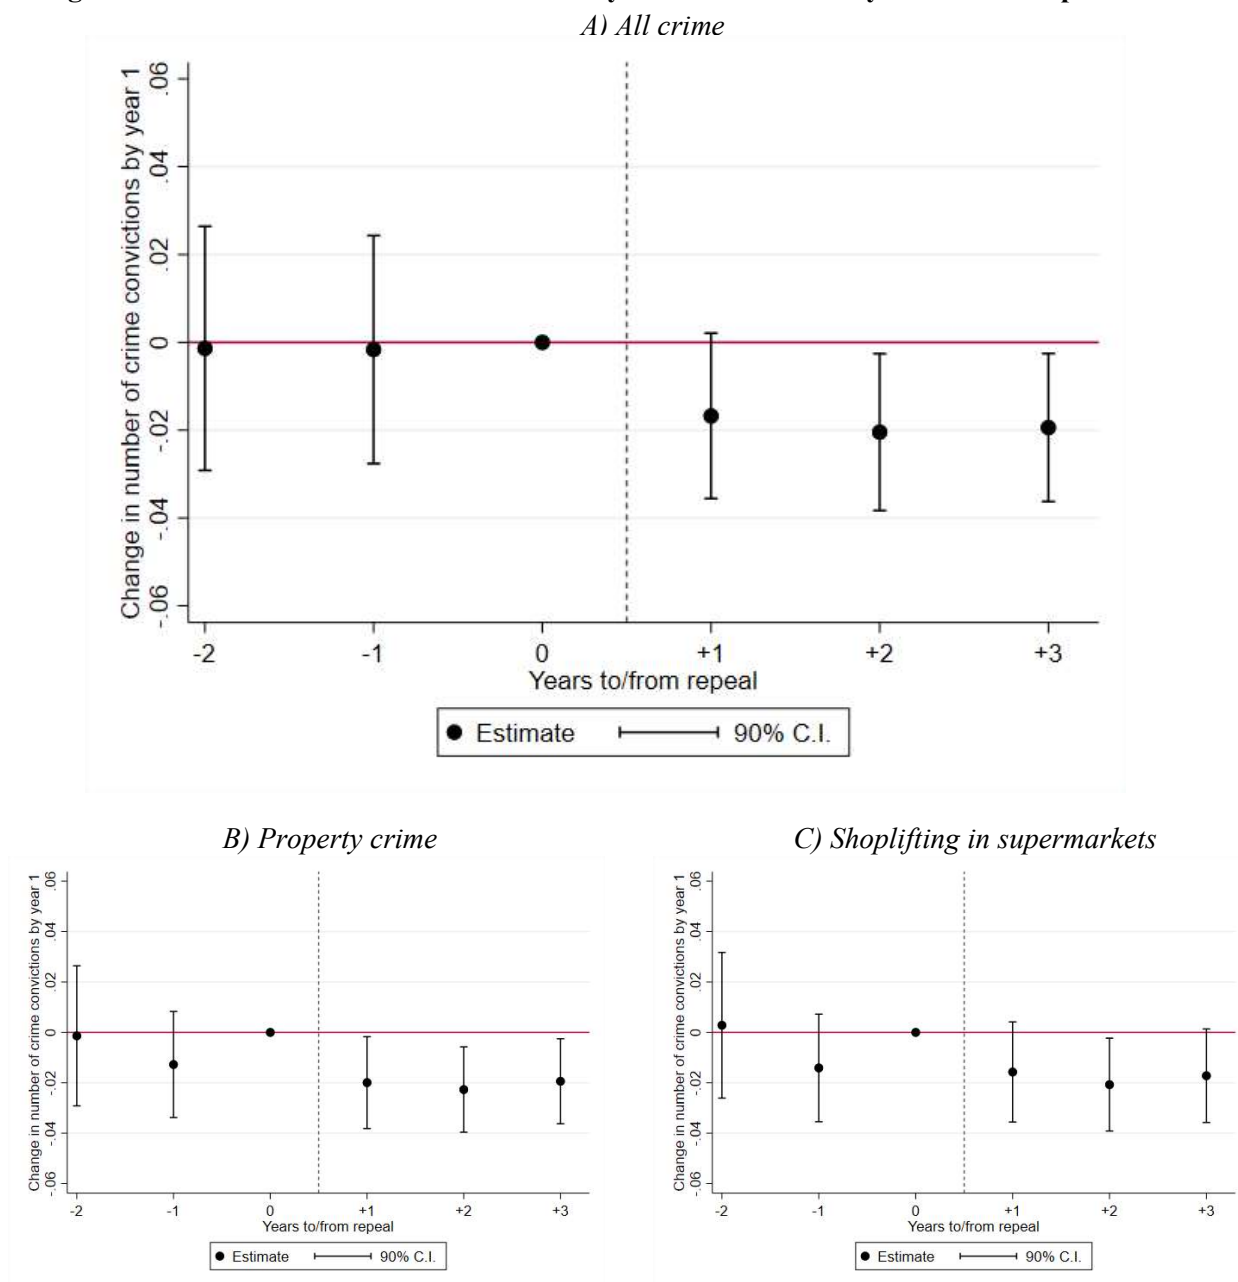 A) All crime
Change in number of crime convictions by year 1
.06
.04
.02
0
-.02
-.04
-.06
-2
-1
0
+1
+2
+3
Years to/from repeal
Estimate
90% C.I.
B) Property crime
Change in number of crime convictions by year 1
.06
.04
.02
0
-.02
-.04
-.06
-2
-1
0
+1
+2
+3
Years to/from repeal
Estimate
90% C.I.
C) Shoplifting in supermarkets
Change in number of crime convictions by year 1
.06
.04
.02
0
-.02
-.04
-.06
-2
-1
0
+1
+2
+3
Years to/from repeal
Estimate
90% C.I.